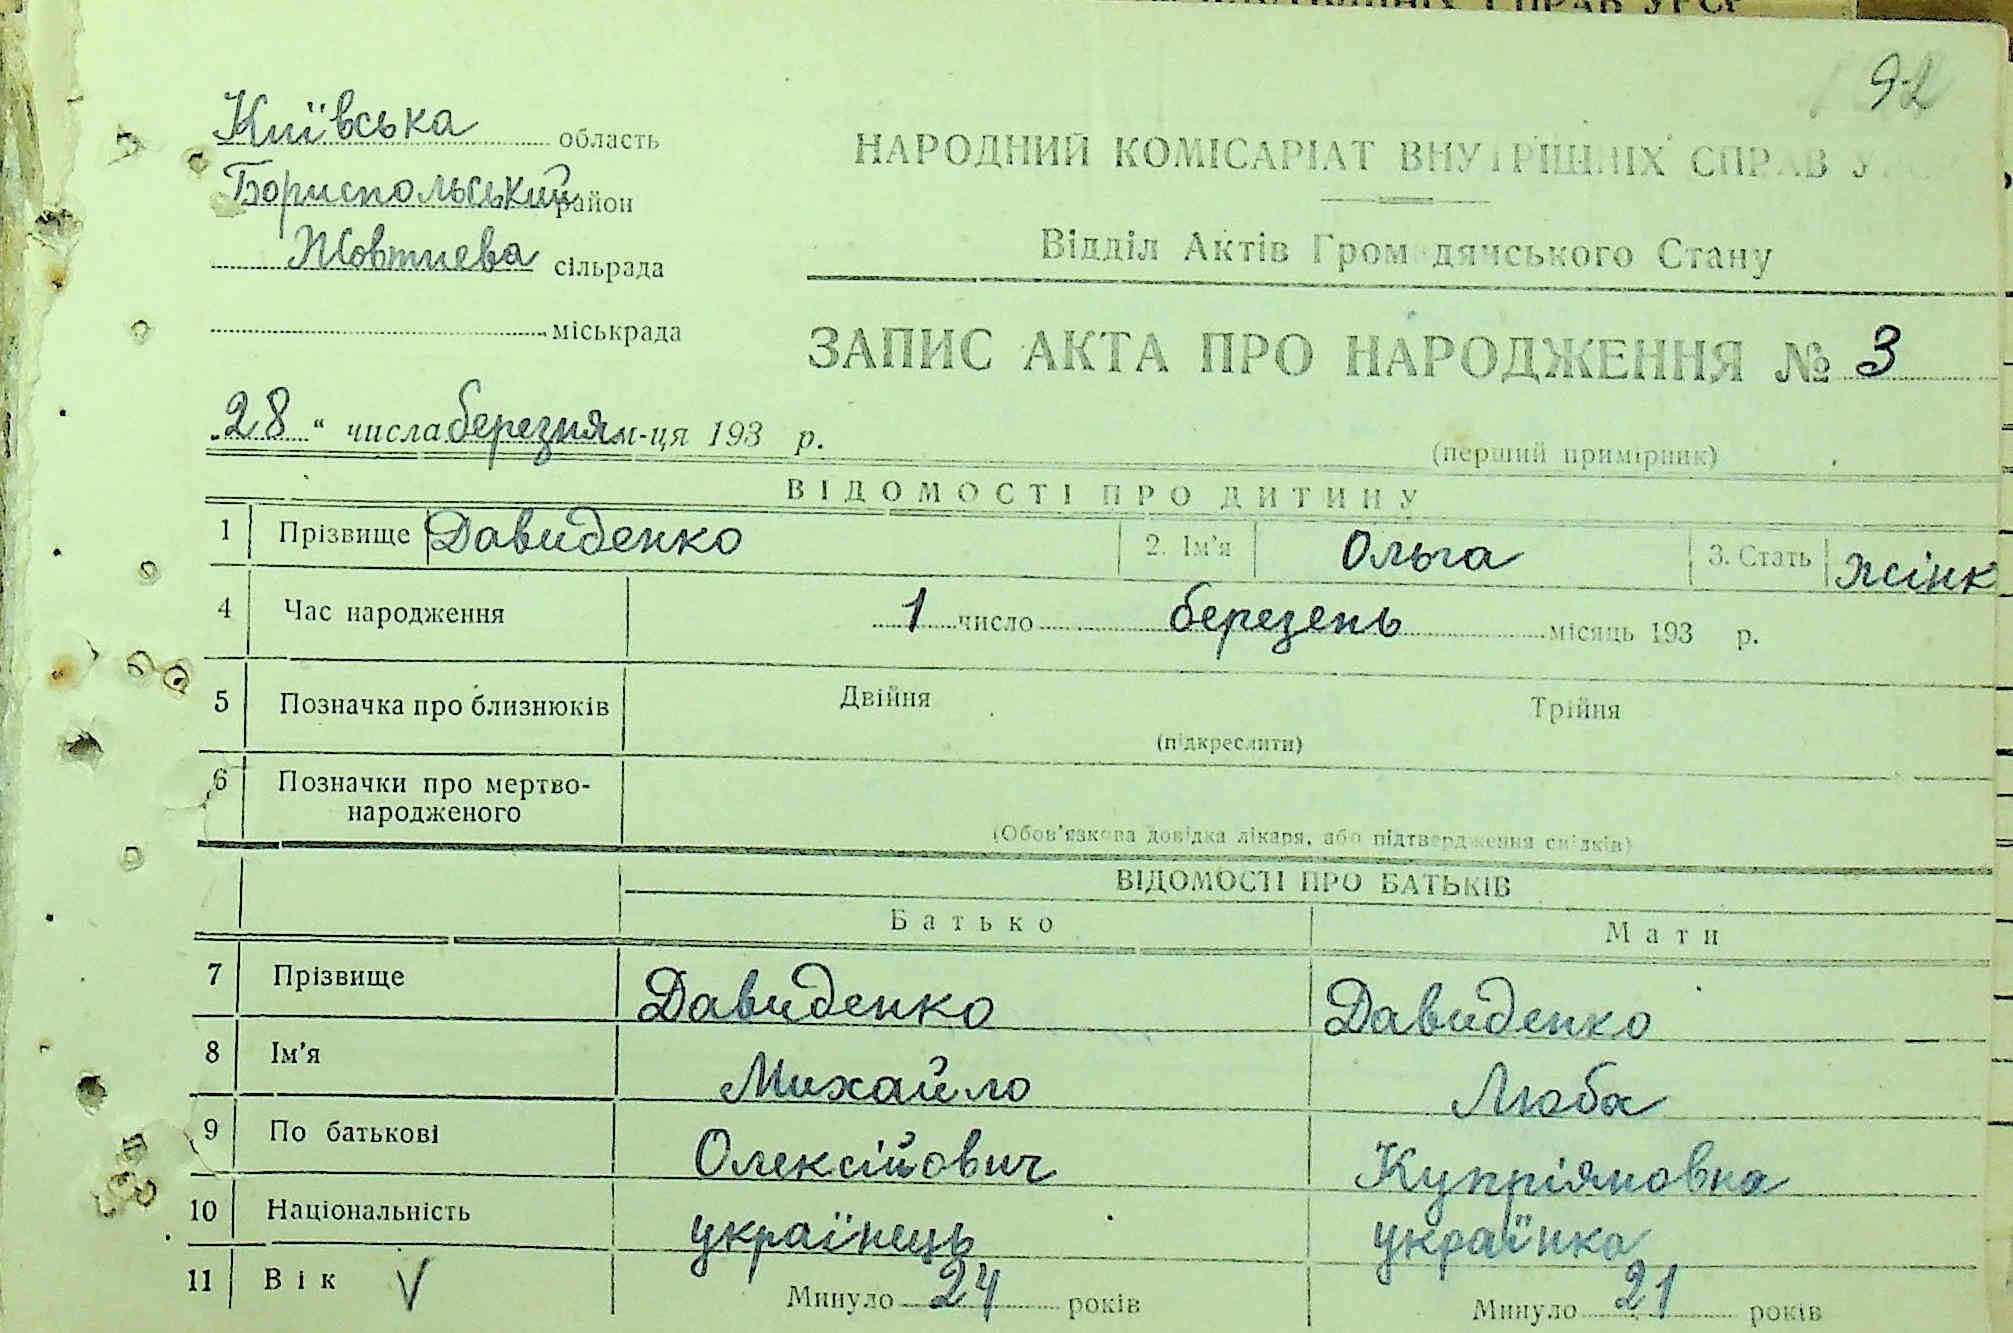 92
Київська область
Бориспольський район
Жовтнева сільрада
міськрада
НАРОДНИЙ КОМІСАРІАТ ВНУТРІШНІХ СПРАВ УРСР
Відділ Актів Громадянського Стану
ЗАПИС АКТА ПРО НАРОДЖЕННЯ № 3
„28“ числа березня м-ця 193 р.
(перший примірник)
ВІДОМОСТІ ПРО ДИТИНУ
1 Прізвище Давиденко 2. Ім'я Ольга 3. Стать жінк
4 Час народження 1 число березень місяць 193 р.
5 Позначка про близнюків Двійня Трійня
(підкреслити)
6 Позначки про мертво-
народженого
(Обов'язкова довідка лікаря, або підтвердження свідків)
ВІДОМОСТІ ПРО БАТЬКІВ
Батько Мати
7 Прізвище Давиденко Давиденко
8 Ім'я Михайло Люба
9 По батькові Олексійович Купріяновна
10 Національність українець українка
11 Вік V Минуло 24 років Минуло 21 років